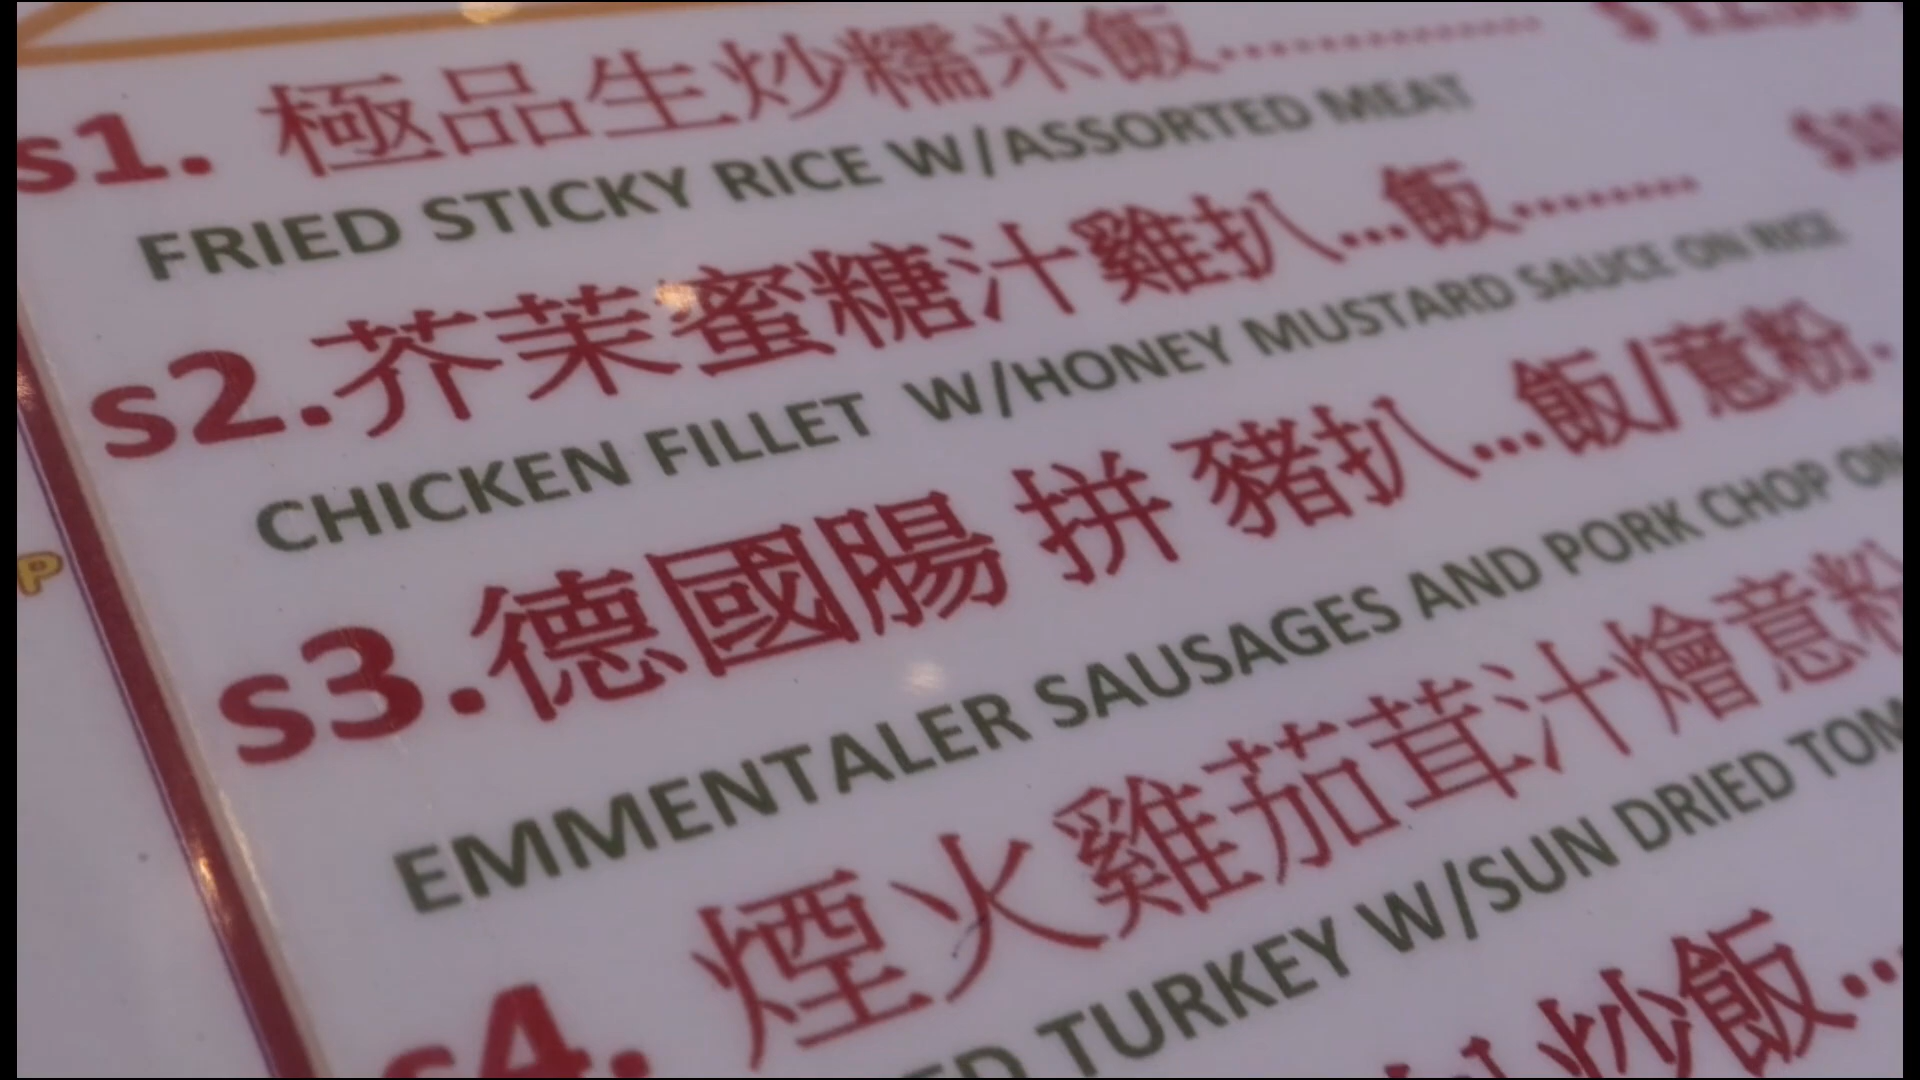 s1. 極品生炒糯米飯...............
FRIED STICKY RICE W/ASSORTED MEAT
s2.芥茉蜜糖汁雞扒...飯.........
CHICKEN FILLET W/HONEY MUSTARD SAUCE ON RICE
s3.德國腸 拼 豬扒...飯/意粉.
EMMENTALER SAUSAGES AND PORK CHOP ON
P
s4. 煙火雞茄茸汁燴意粉
TURKEY W/SUN DRIED
炒飯...